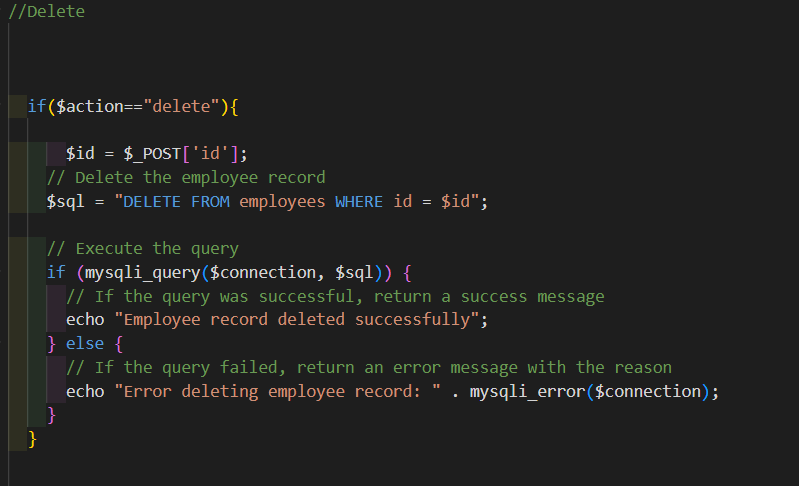 //Delete
if($action=="delete"){
$id = $_POST['id'];
// Delete the employee record
$sql = "DELETE FROM employees WHERE id = $id";
// Execute the query
if (mysqli_query($connection, $sql)) {
// If the query was successful, return a success message
echo "Employee record deleted successfully";
} else {
// If the query failed, return an error message with the reason
echo "Error deleting employee record: " . mysqli_error($connection);
}
}